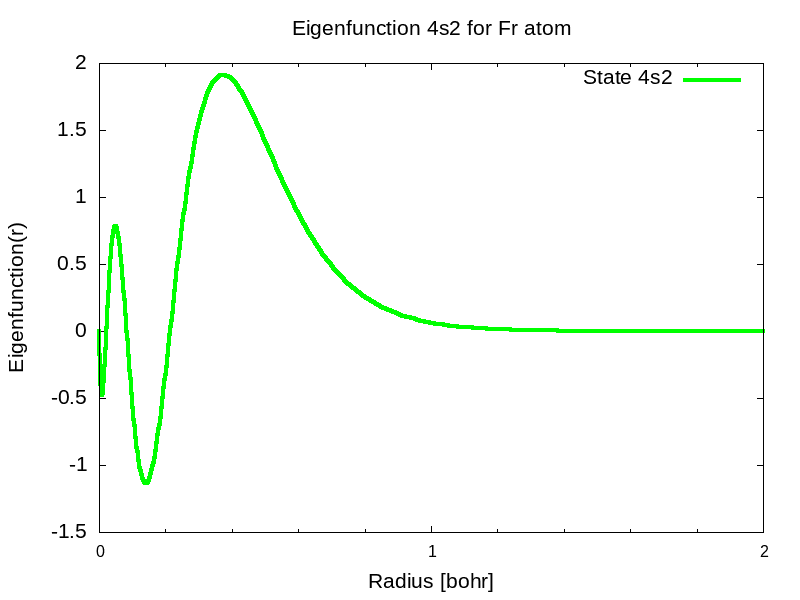 Eigenfunction 4s2 for Fr atom
State 4s2
2
1.5
1
0.5
0
-0.5
-1
-1.5
Eigenfunction(r)
0 1 2
Radius [bohr]